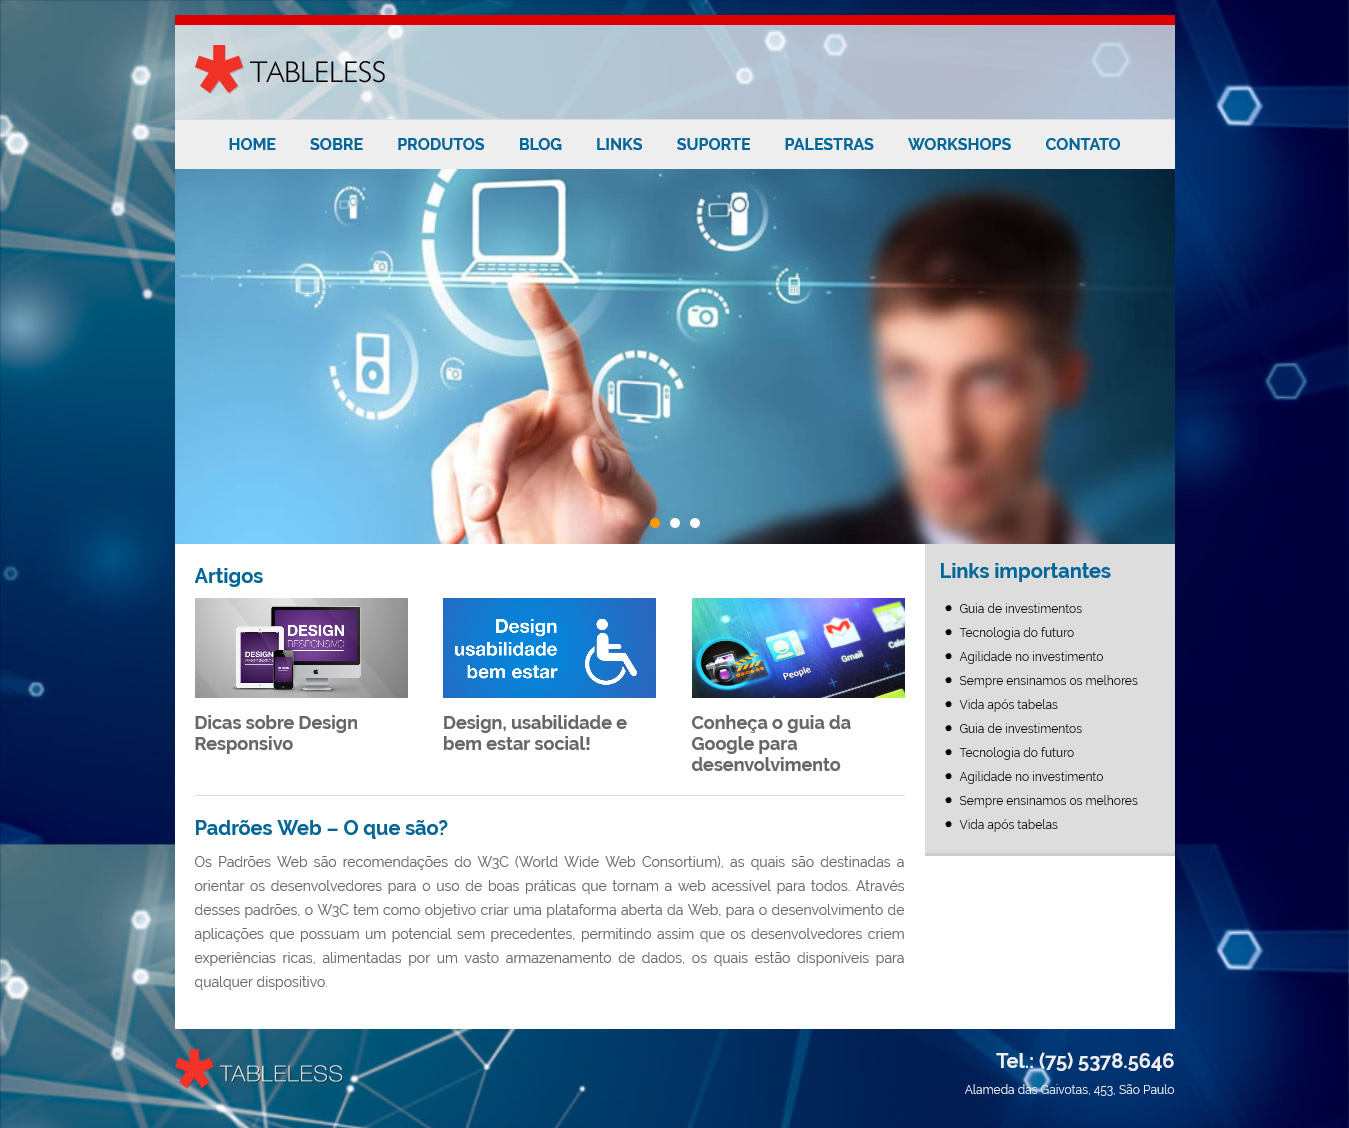 TABLELESS
HOME SOBRE PRODUTOS BLOG LINKS SUPORTE PALESTRAS WORKSHOPS CONTATO
Artigos
DESIGN
RESPONSIVO
DESIGN
RESPONSIVO
Design
usabilidade
bem estar
People
Gmail
Dicas sobre Design
Responsivo
Design, usabilidade e
bem estar social!
Conheça o guia da
Google para
desenvolvimento
Padrões Web – O que são?
Os Padrões Web são recomendações do W3C (World Wide Web Consortium), as quais são destinadas a
orientar os desenvolvedores para o uso de boas práticas que tornam a web acessível para todos. Através
desses padrões, o W3C tem como objetivo criar uma plataforma aberta da Web, para o desenvolvimento de
aplicações que possuam um potencial sem precedentes, permitindo assim que os desenvolvedores criem
experiências ricas, alimentadas por um vasto armazenamento de dados, os quais estão disponíveis para
qualquer dispositivo.
Links importantes
Guia de investimentos
Tecnologia do futuro
Agilidade no investimento
Sempre ensinamos os melhores
Vida após tabelas
Guia de investimentos
Tecnologia do futuro
Agilidade no investimento
Sempre ensinamos os melhores
Vida após tabelas
TABLELESS
Tel.: (75) 5378.5646
Alameda das Gaivotas, 453, São Paulo